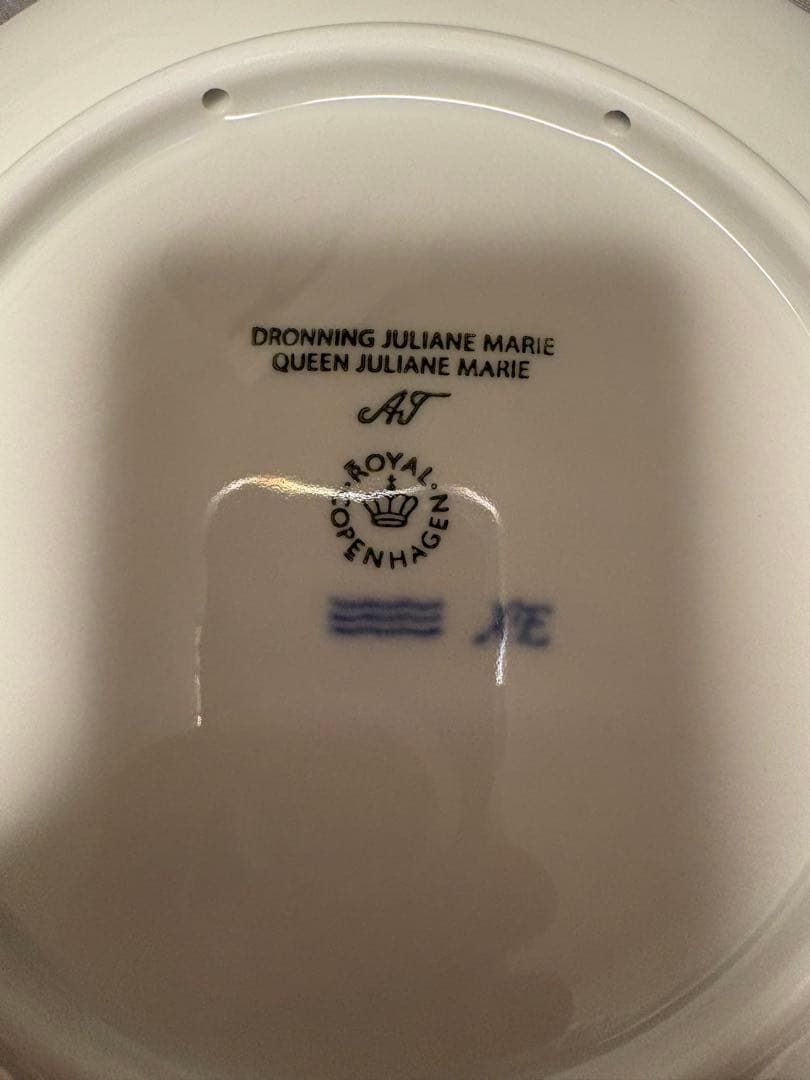 DRONNING JULIANE MARIE
QUEEN JULIANE MARIE
AT
ROYAL COPENHAGEN